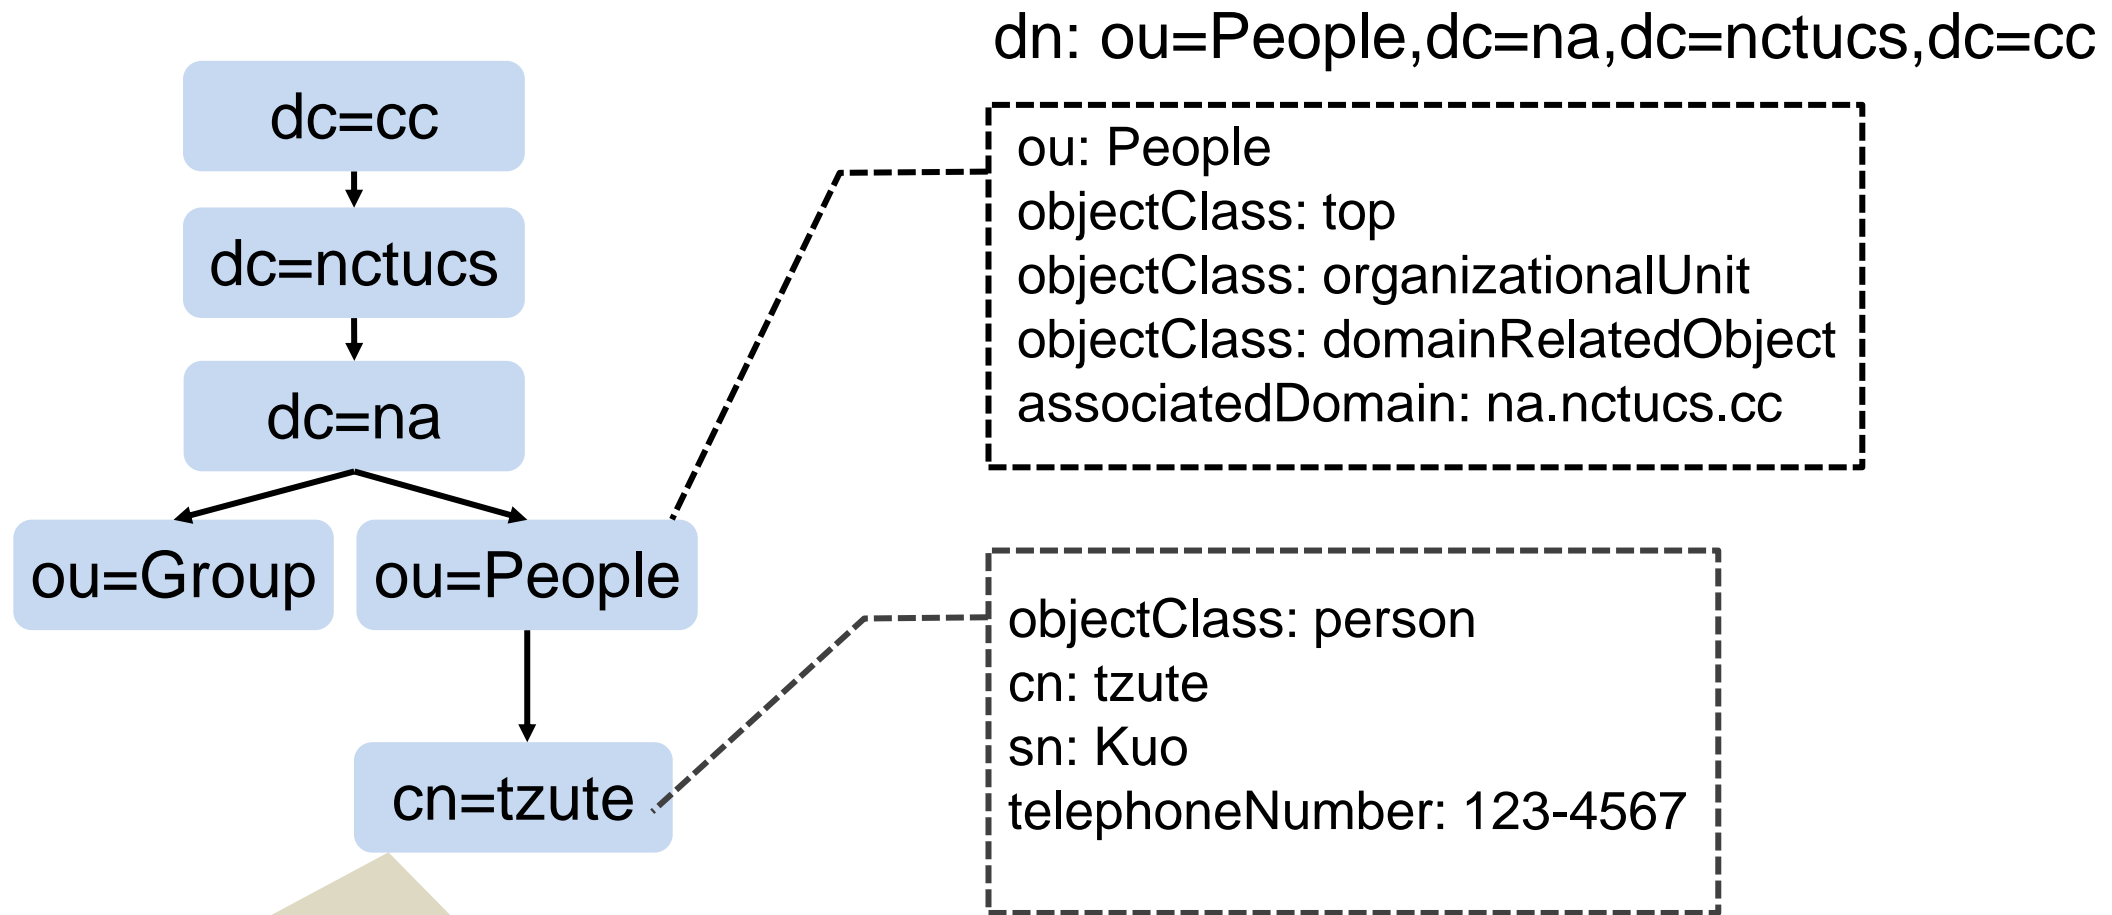 dn: ou=People,dc=na,dc=nctucs,dc=cc
dc=cc
dc=nctucs
dc=na
ou=Group
ou=People
cn=tzute
ou: People
objectClass: top
objectClass: organizationalUnit
objectClass: domainRelatedObject
associatedDomain: na.nctucs.cc
objectClass: person
cn: tzute
sn: Kuo
telephoneNumber: 123-4567